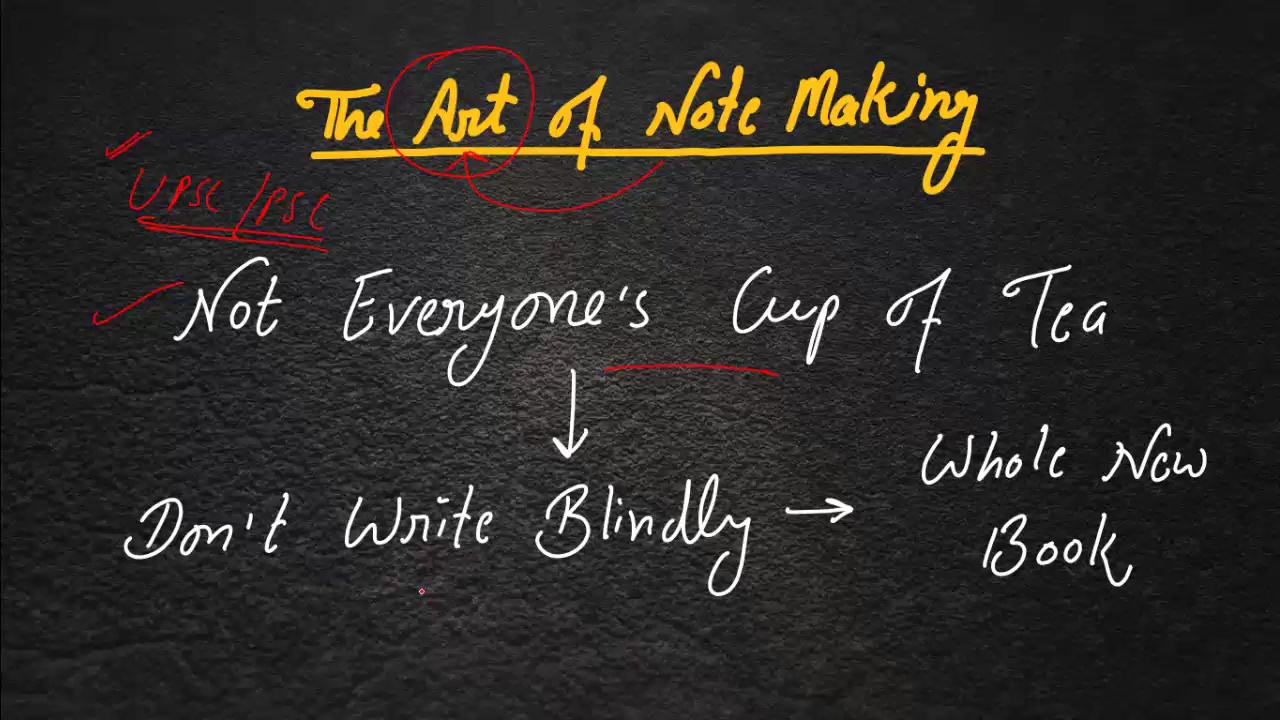 The Art of Note Making
UPSC/PSC
Not Everyone's Cup of Tea
Don't Write Blindly → Whole New
Book